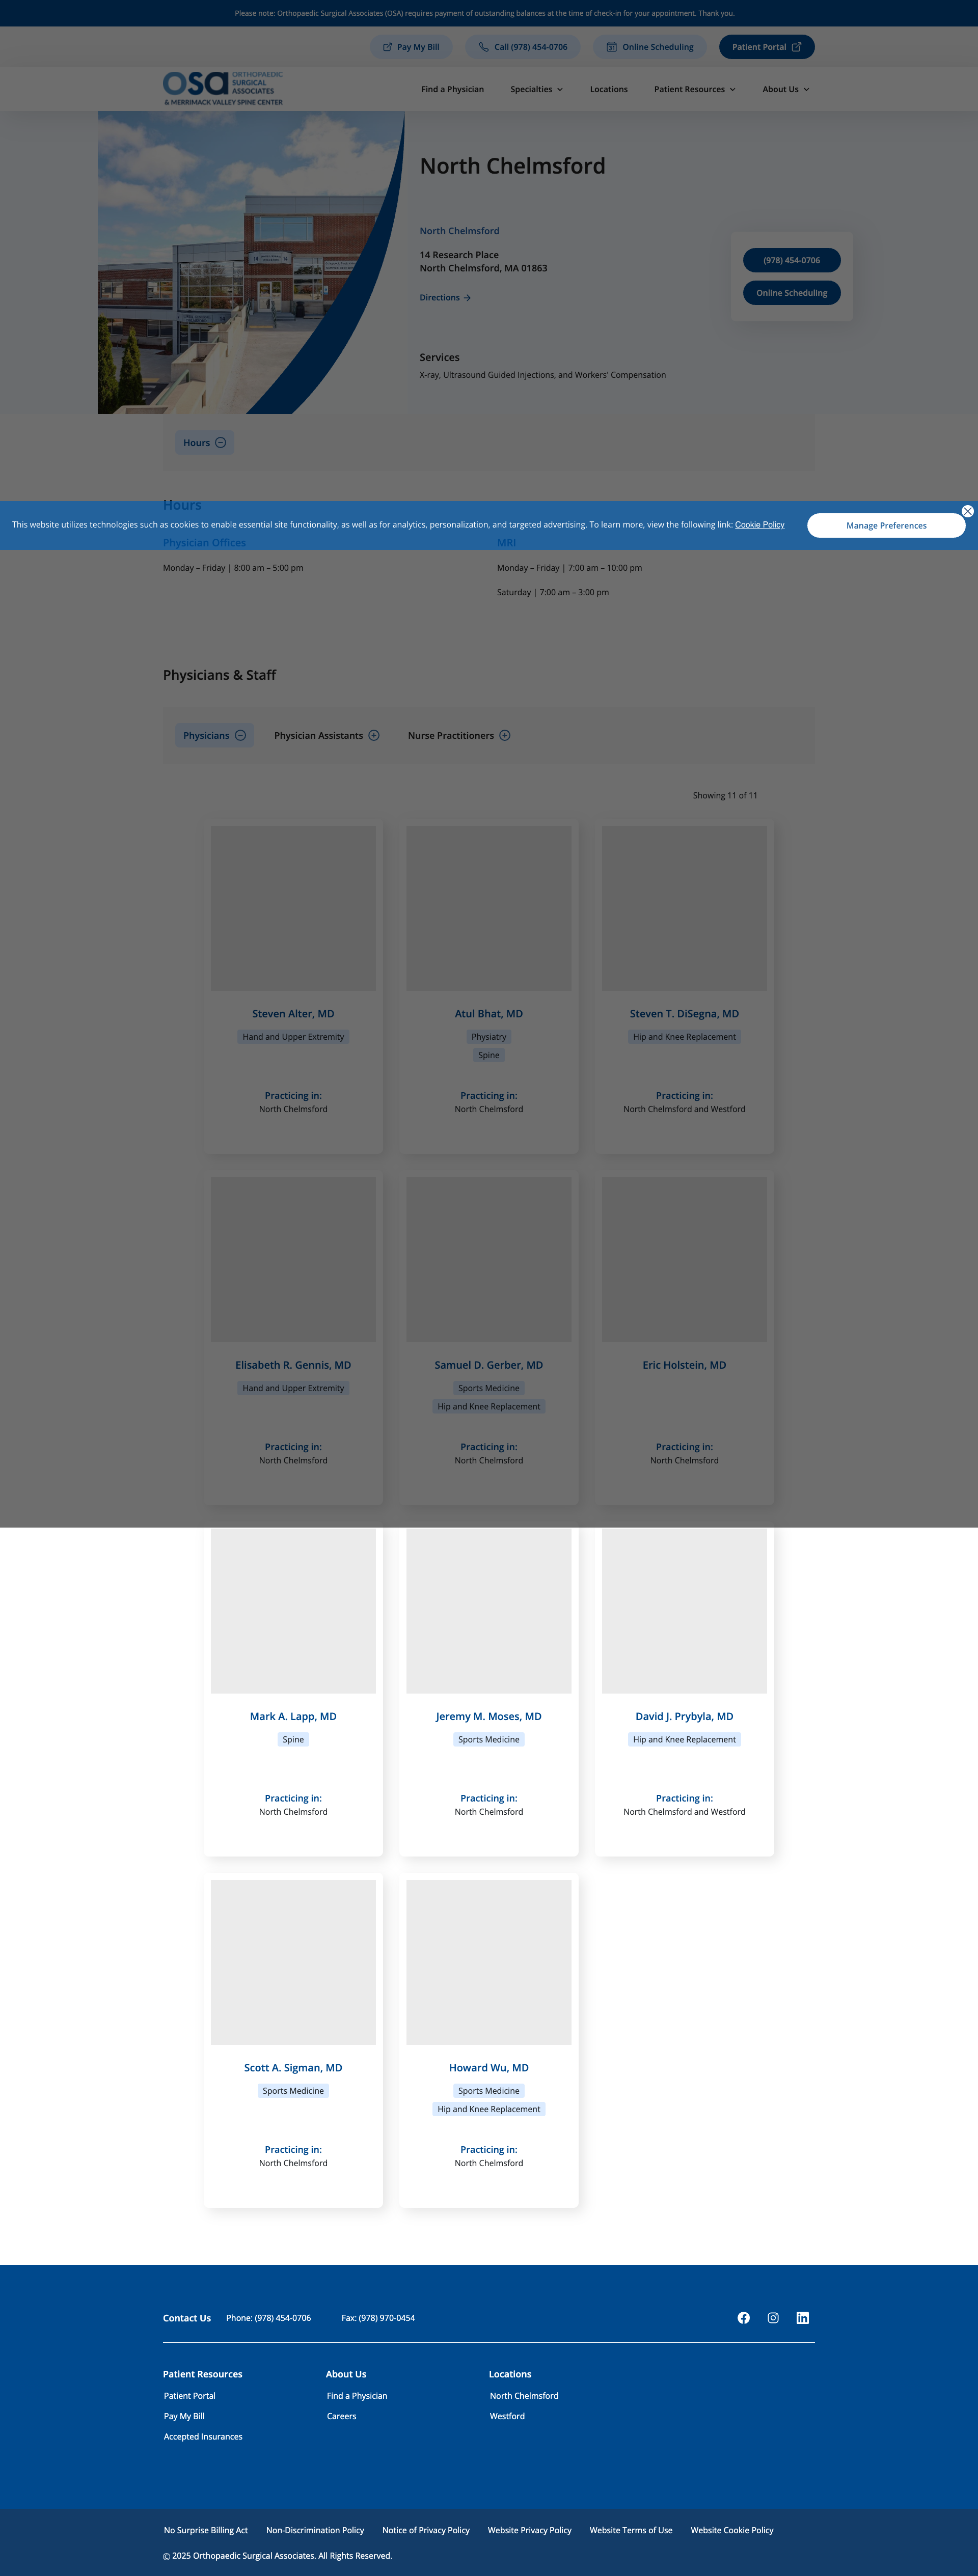 Please note: Orthopaedic Surgical Associates (OSA) requires payment of outstanding balances at the time of check-in for your appointment. Thank you.
Pay My Bill
Call (978) 454-0706
Online Scheduling
Patient Portal
OSA ORTHOPAEDIC
SURGICAL
ASSOCIATES
& MERRIMACK VALLEY SPINE CENTER
Find a Physician
Specialties
Locations
Patient Resources
About Us
North Chelmsford
North Chelmsford
14 Research Place
North Chelmsford, MA 01863
Directions
(978) 454-0706
Online Scheduling
Services
X-ray, Ultrasound Guided Injections, and Workers' Compensation
Hours
Hours
This website utilizes technologies such as cookies to enable essential site functionality, as well as for analytics, personalization, and targeted advertising. To learn more, view the following link: Cookie Policy
Manage Preferences
Physician Offices
Monday – Friday | 8:00 am – 5:00 pm
MRI
Monday – Friday | 7:00 am – 10:00 pm
Saturday | 7:00 am – 3:00 pm
Physicians & Staff
Physicians
Physician Assistants
Nurse Practitioners
Showing 11 of 11
Steven Alter, MD
Hand and Upper Extremity
Practicing in:
North Chelmsford
Atul Bhat, MD
Physiatry
Spine
Practicing in:
North Chelmsford
Steven T. DiSegna, MD
Hip and Knee Replacement
Practicing in:
North Chelmsford and Westford
Elisabeth R. Gennis, MD
Hand and Upper Extremity
Practicing in:
North Chelmsford
Samuel D. Gerber, MD
Sports Medicine
Hip and Knee Replacement
Practicing in:
North Chelmsford
Eric Holstein, MD
Practicing in:
North Chelmsford
Mark A. Lapp, MD
Spine
Practicing in:
North Chelmsford
Jeremy M. Moses, MD
Sports Medicine
Practicing in:
North Chelmsford
David J. Prybyla, MD
Hip and Knee Replacement
Practicing in:
North Chelmsford and Westford
Scott A. Sigman, MD
Sports Medicine
Practicing in:
North Chelmsford
Howard Wu, MD
Sports Medicine
Hip and Knee Replacement
Practicing in:
North Chelmsford
Contact Us
Phone: (978) 454-0706
Fax: (978) 970-0454
Patient Resources
Patient Portal
Pay My Bill
Accepted Insurances
About Us
Find a Physician
Careers
Locations
North Chelmsford
Westford
No Surprise Billing Act
Non-Discrimination Policy
Notice of Privacy Policy
Website Privacy Policy
Website Terms of Use
Website Cookie Policy
© 2025 Orthopaedic Surgical Associates. All Rights Reserved.